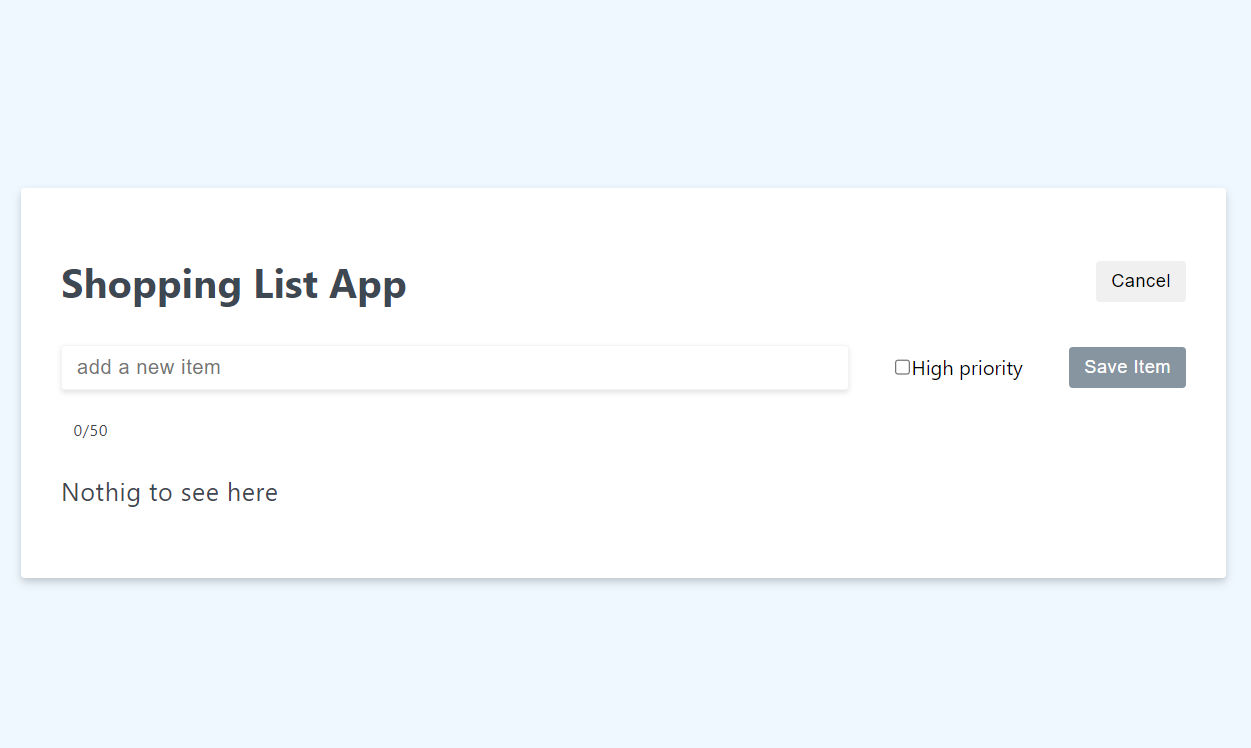 Shopping List App
Cancel
add a new item
High priority
Save Item
0/50
Nothig to see here